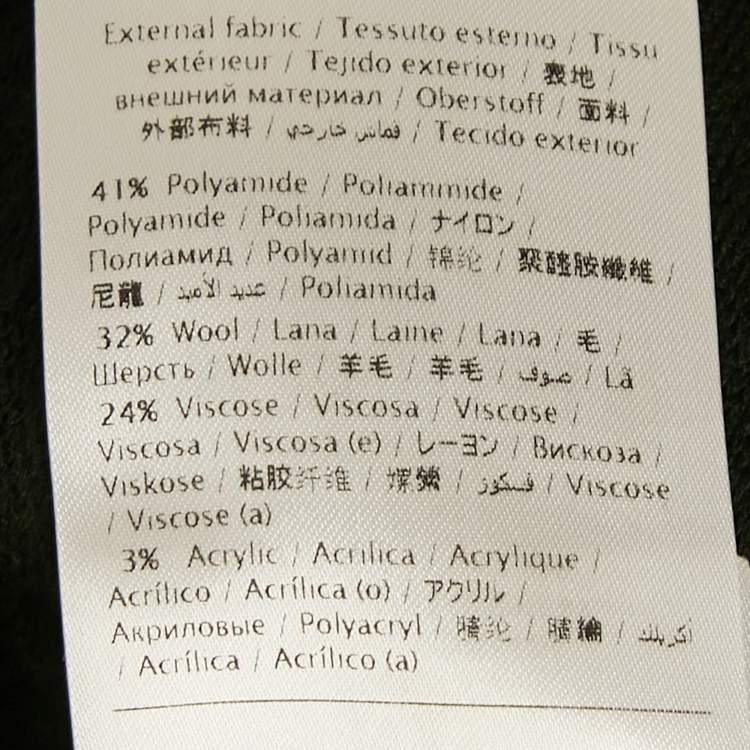 External fabric / Tessuto esterno / Tissu
extérieur / Tejido exterior / 表地 /
внешний материал / Oberstoff / 面料 /
外部布料 / قماس خارجي / Tecido exterior
41% Polyamide / Poliammide /
Polyamide / Poliamida / ナイロン /
Полиамид / Polyamid / 锦纶 / 聚醯胺纖維 /
尼龍 / عديد الأميد / Poliamida
32% Wool / Lana / Laine / Lana / 毛 /
Шерсть / Wolle / 羊毛 / 羊毛 / صوف / Lã
24% Viscose / Viscosa / Viscose /
Viscosa / Viscosa (e) / レーヨン / Вискоза /
Viskose / 粘胶纤维 / 嫘縈 / فسكوز / Viscose
/ Viscose (a)
3% Acrylic / Acrilica / Acrylique /
Acrílico / Acrílica (o) / アクリル /
Акриловые / Polyacryl / 腈纶 / 腈綸 / أكريلك
/ Acrílica / Acrílico (a)